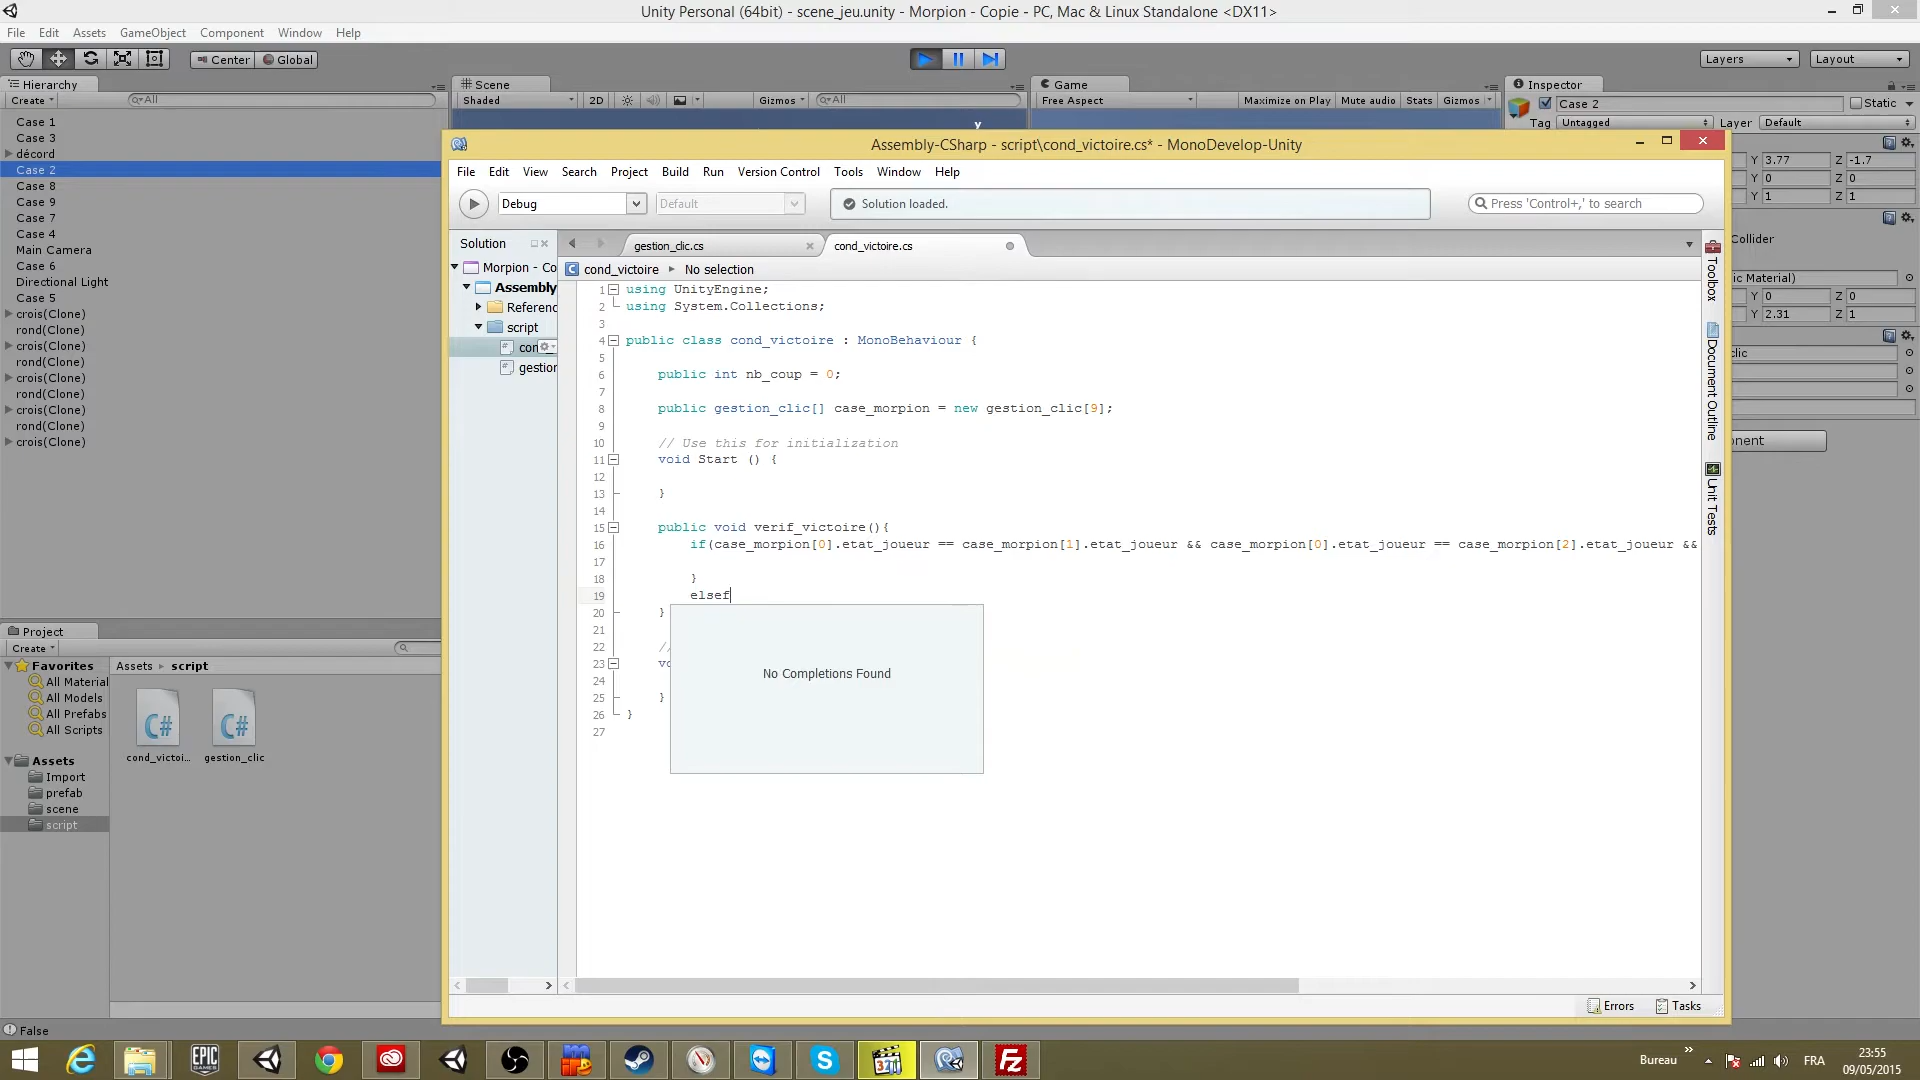 Unity Personal (64bit) - scene_jeu.unity - Morpion - Copie - PC, Mac & Linux Standalone <DX11>
File Edit Assets GameObject Component Window Help
Center Global
Layers Layout
Hierarchy
Create All
Case 1
Case 3
décord
Case 2
Case 8
Case 9
Case 7
Case 4
Main Camera
Case 6
Directional Light
Case 5
crois(Clone)
rond(Clone)
crois(Clone)
rond(Clone)
crois(Clone)
rond(Clone)
crois(Clone)
rond(Clone)
crois(Clone)
Scene
Shaded 2D Gizmos All
y
Game
Free Aspect Maximize on Play Mute audio Stats Gizmos
Inspector
Case 2 Static
Tag Untagged Layer Default
Y 3.77 Z -1.7
Y 0 Z 0
Y 1 Z 1
Collider
ic Material)
Y 0 Z 0
Y 2.31 Z 1
clic
onent
Assembly-CSharp - script\cond_victoire.cs* - MonoDevelop-Unity
File Edit View Search Project Build Run Version Control Tools Window Help
Debug Default Solution loaded. Press 'Control+,' to search
Solution
Morpion - Co
Assembly
Referenc
script
con
gestion
gestion_clic.cs cond_victoire.cs
cond_victoire No selection
1 using UnityEngine;
2 using System.Collections;
3
4 public class cond_victoire : MonoBehaviour {
5
6 public int nb_coup = 0;
7
8 public gestion_clic[] case_morpion = new gestion_clic[9];
9
10 // Use this for initialization
11 void Start () {
12
13 }
14
15 public void verif_victoire(){
16 if(case_morpion[0].etat_joueur == case_morpion[1].etat_joueur && case_morpion[0].etat_joueur == case_morpion[2].etat_joueur &&
17
18 }
19 elsef
20 }
21
22 //
23 vo
24
25 }
26 }
27
No Completions Found
Toolbox
Document Outline
Unit Tests
Errors Tasks
Project
Create
Favorites
All Material
All Models
All Prefabs
All Scripts
Assets
Import
prefab
scene
script
Assets script
cond_victoi...
gestion_clic
False
EPIC GAMES
Bureau FRA
23:55
09/05/2015